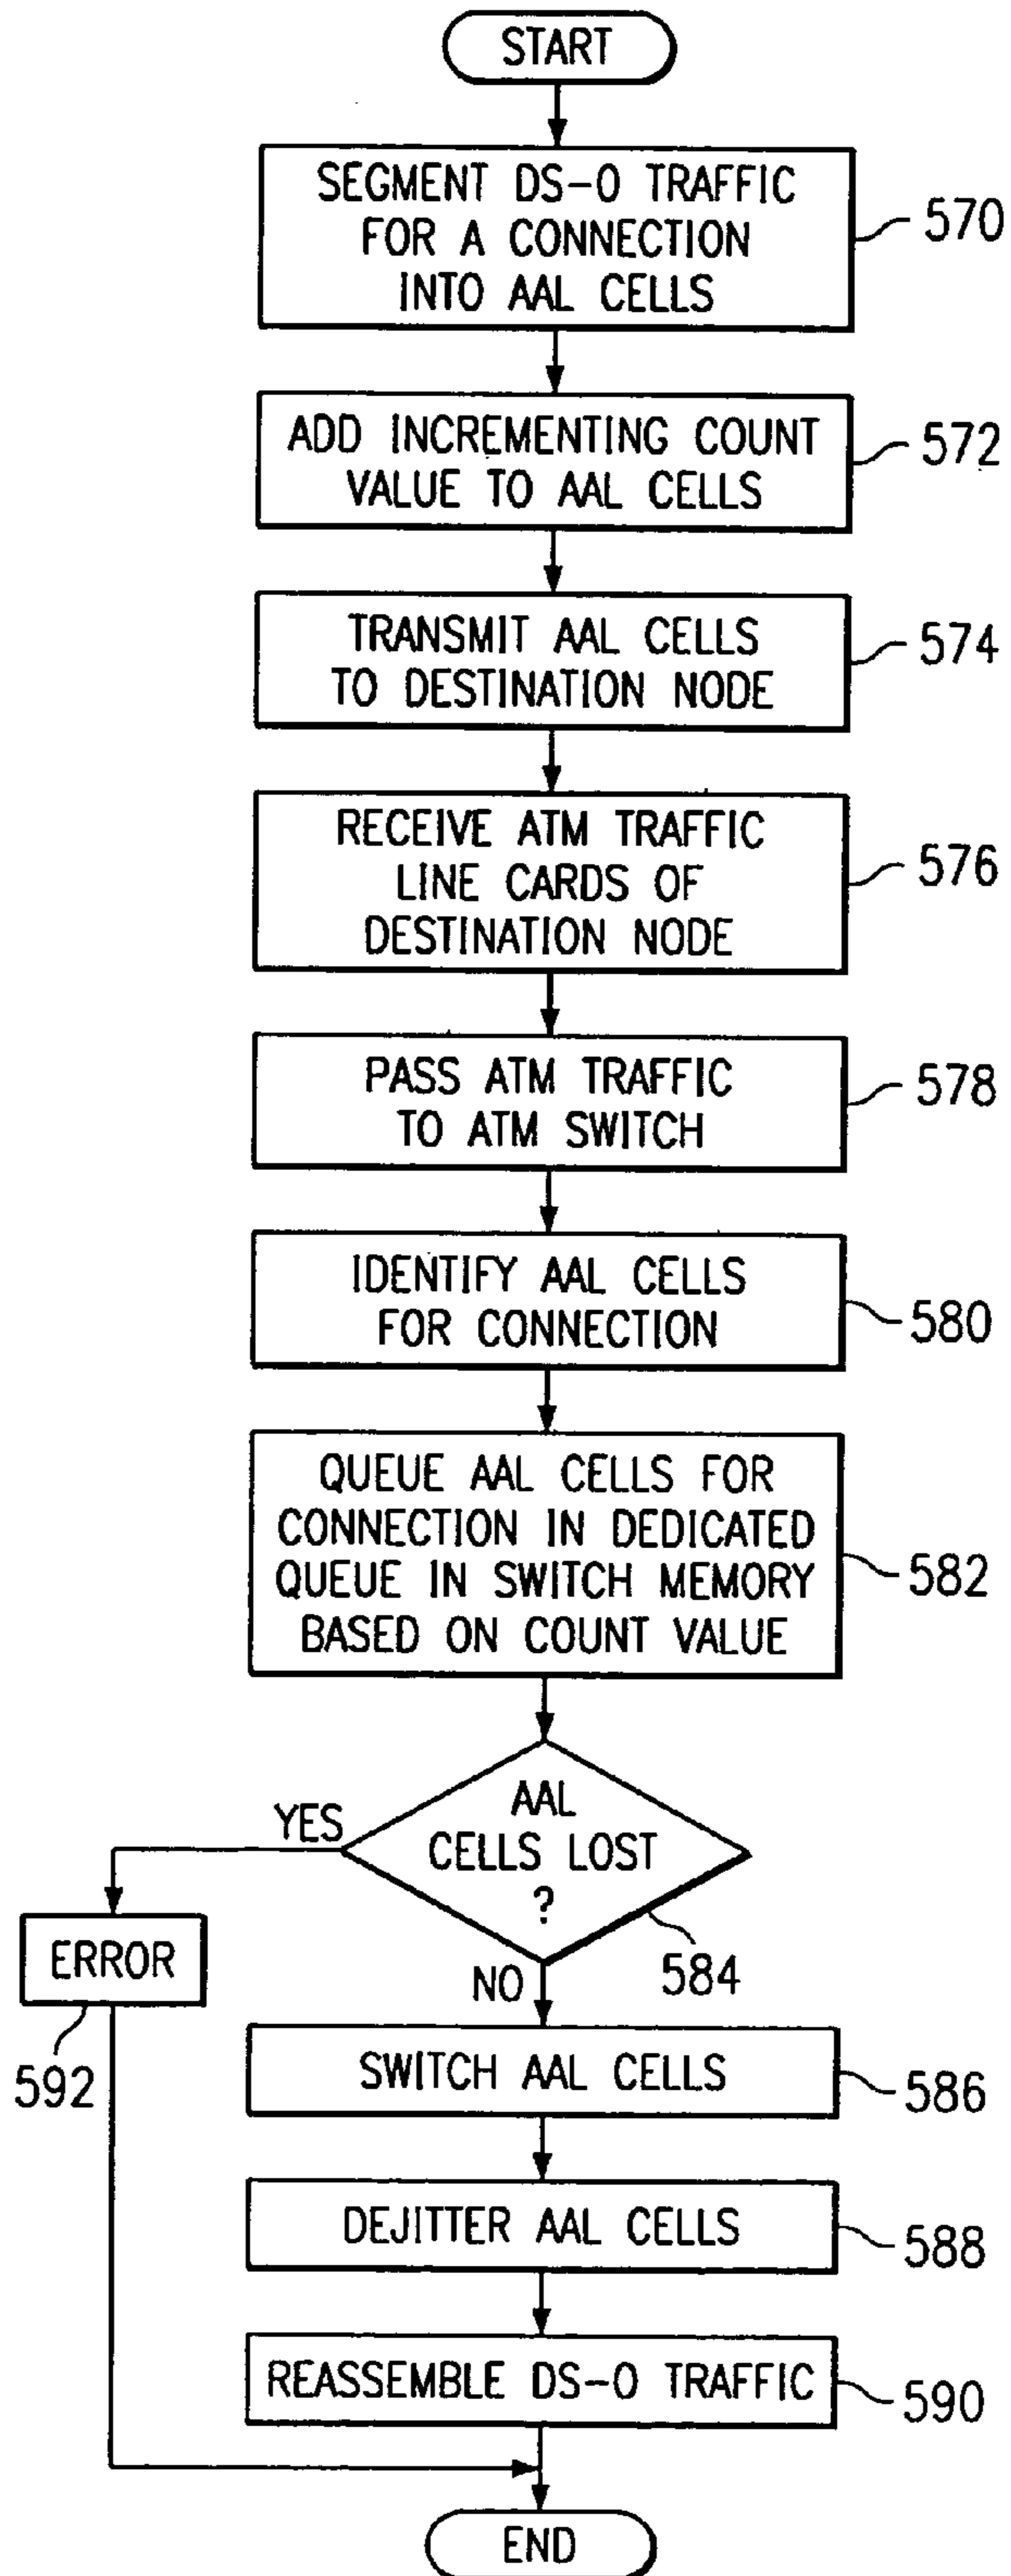 START
SEGMENT DS-0 TRAFFIC
FOR A CONNECTION
INTO AAL CELLS
570
ADD INCREMENTING COUNT
VALUE TO AAL CELLS
572
TRANSMIT AAL CELLS
TO DESTINATION NODE
574
RECEIVE ATM TRAFFIC
LINE CARDS OF
DESTINATION NODE
576
PASS ATM TRAFFIC
TO ATM SWITCH
578
IDENTIFY AAL CELLS
FOR CONNECTION
580
QUEUE AAL CELLS FOR
CONNECTION IN DEDICATED
QUEUE IN SWITCH MEMORY
BASED ON COUNT VALUE
582
AAL
CELLS LOST
?
584
YES
ERROR
592
NO
SWITCH AAL CELLS
586
DEJITTER AAL CELLS
588
REASSEMBLE DS-0 TRAFFIC
590
END